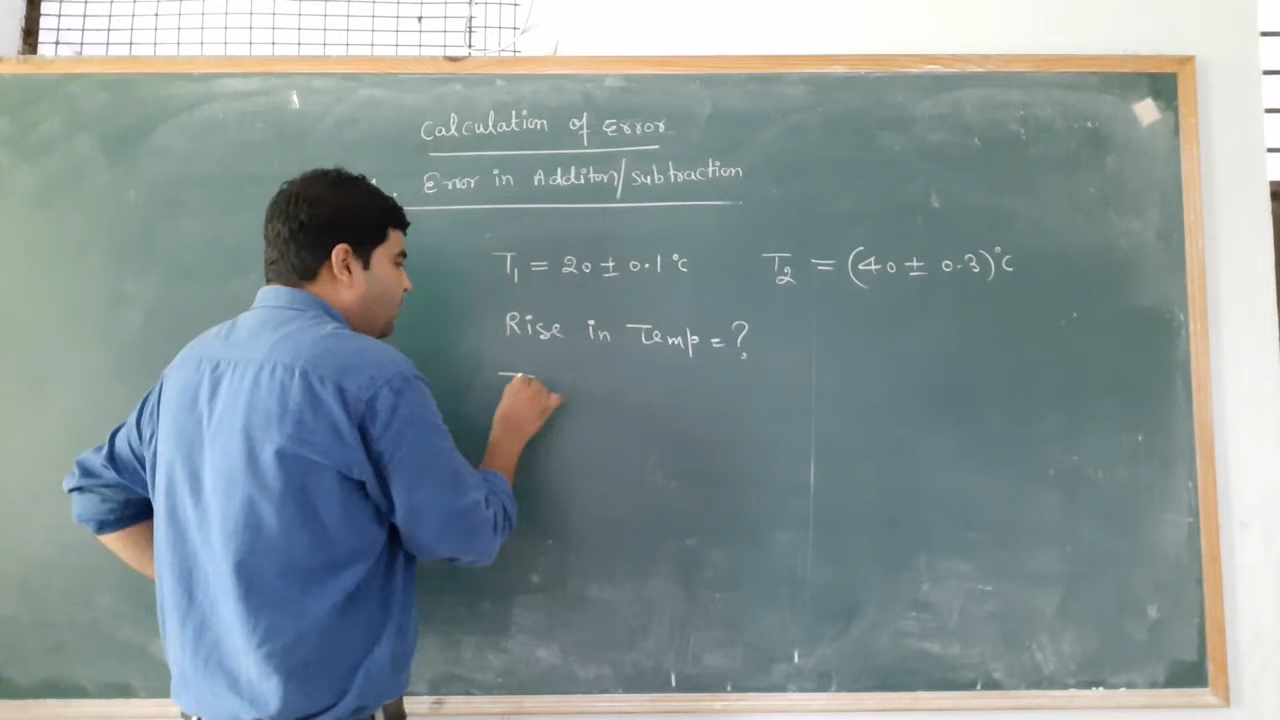 Calculation of Error
Error in Additon/subtraction
T₁ = 20 ± 0.1 °C T₂ = (40 ± 0.3)°C
Rise in Temp = ?